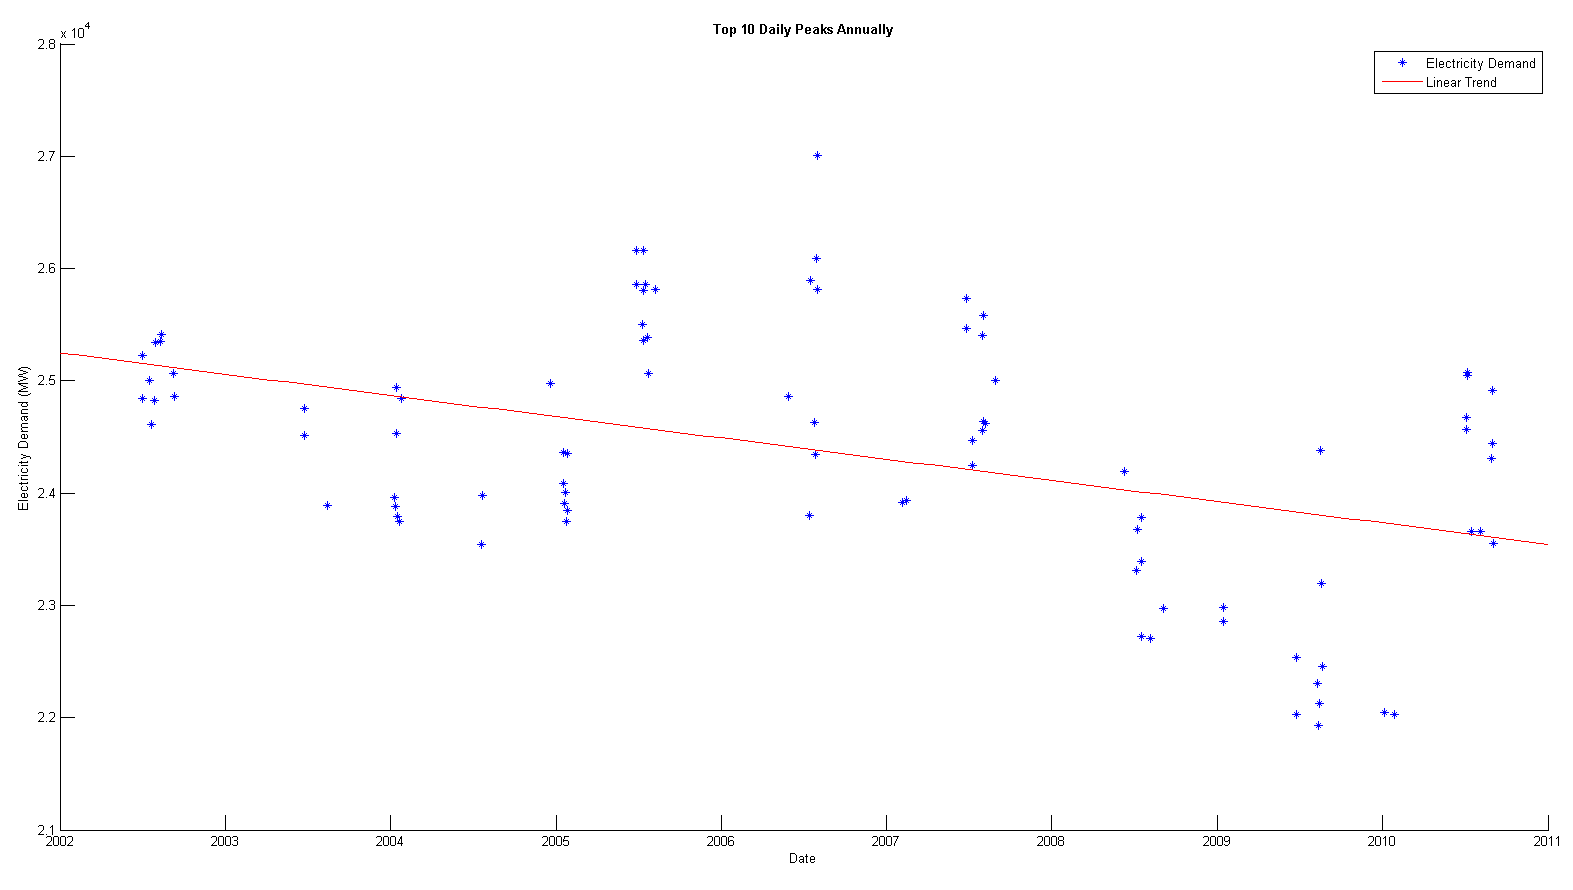 Top 10 Daily Peaks Annually
x 10^4
2.8
2.7
2.6
2.5
2.4
2.3
2.2
2.1
Electricity Demand (MW)
Electricity Demand
Linear Trend
2002 2003 2004 2005 2006 2007 2008 2009 2010 2011
Date